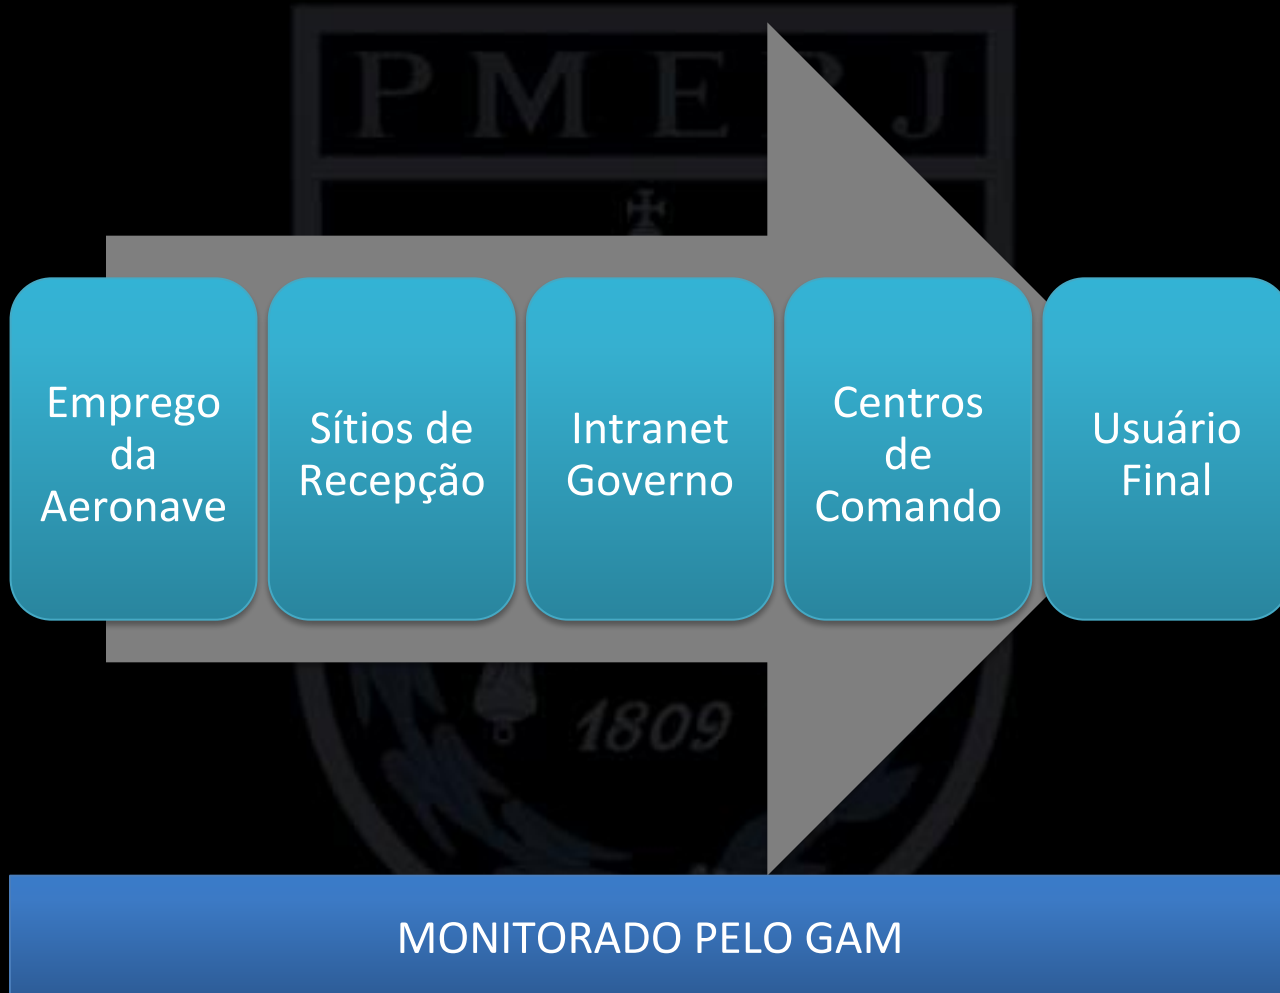 PMERJ
Emprego
da
Aeronave
Sítios de
Recepção
Intranet
Governo
Centros
de
Comando
Usuário
Final
1809
MONITORADO PELO GAM